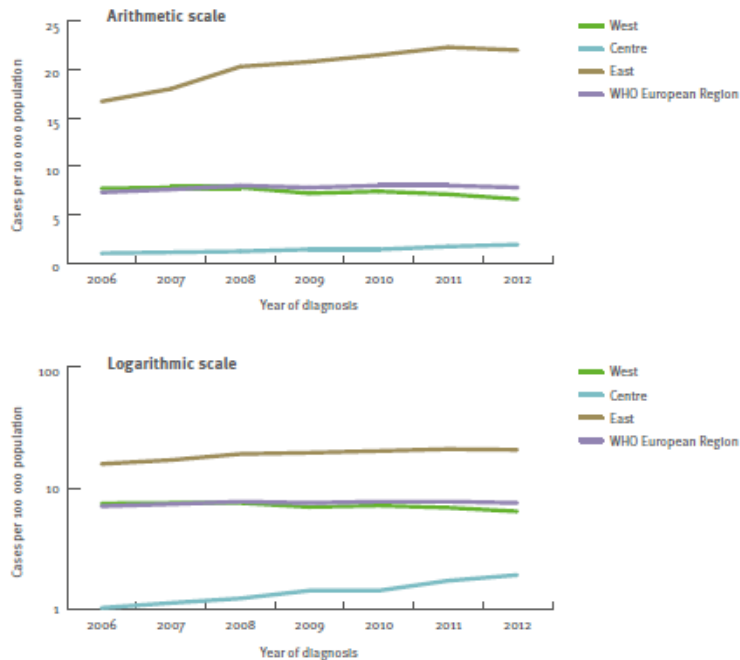 Arithmetic scale
25
20
15
10
5
0
Cases per 100 000 population
2006 2007 2008 2009 2010 2011 2012
Year of diagnosis
West
Centre
East
WHO European Region
Logarithmic scale
100
10
1
Cases per 100 000 population
2006 2007 2008 2009 2010 2011 2012
Year of diagnosis
West
Centre
East
WHO European Region